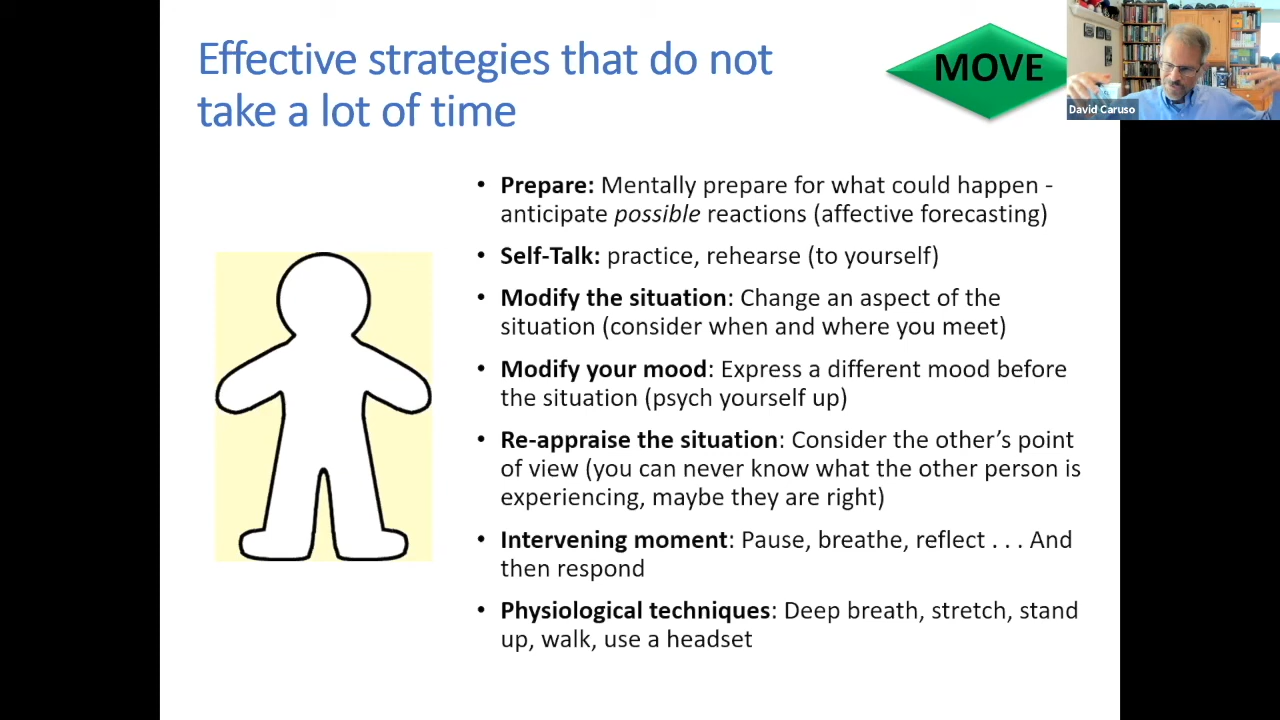 Effective strategies that do not
take a lot of time
MOVE
David Caruso
• Prepare: Mentally prepare for what could happen -
anticipate possible reactions (affective forecasting)
• Self-Talk: practice, rehearse (to yourself)
• Modify the situation: Change an aspect of the
situation (consider when and where you meet)
• Modify your mood: Express a different mood before
the situation (psych yourself up)
• Re-appraise the situation: Consider the other’s point
of view (you can never know what the other person is
experiencing, maybe they are right)
• Intervening moment: Pause, breathe, reflect . . . And
then respond
• Physiological techniques: Deep breath, stretch, stand
up, walk, use a headset